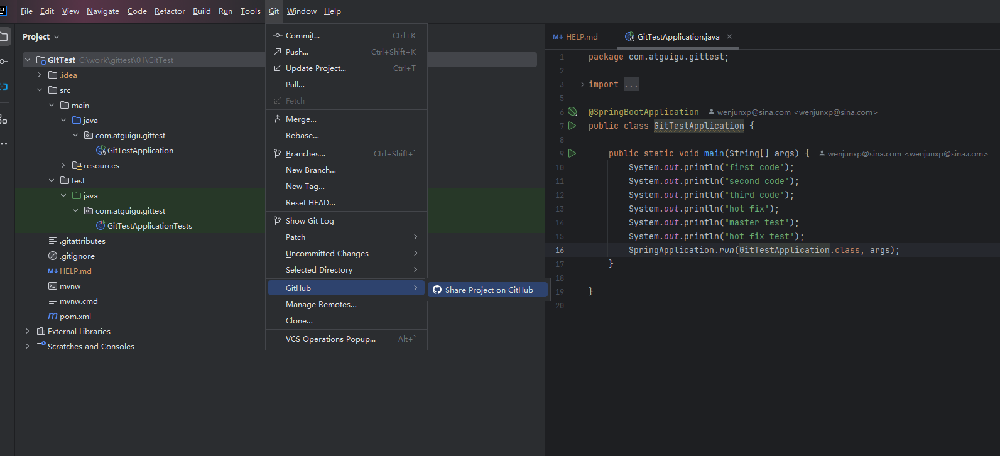 File Edit View Navigate Code Refactor Build Run Tools Git Window Help
Project
GitTest C:\work\gittest\01\GitTest
.idea
src
main
java
com.atguigu.gittest
GitTestApplication
resources
test
java
com.atguigu.gittest
GitTestApplicationTests
.gitattributes
.gitignore
M↓ HELP.md
mvnw
mvnw.cmd
m pom.xml
External Libraries
Scratches and Consoles
Commit... Ctrl+K
Push... Ctrl+Shift+K
Update Project... Ctrl+T
Pull...
Fetch
Merge...
Rebase...
Branches... Ctrl+Shift+`
New Branch...
New Tag...
Reset HEAD...
Show Git Log
Patch
Uncommitted Changes
Selected Directory
GitHub
Manage Remotes...
Clone...
VCS Operations Popup... Alt+`
Share Project on GitHub
M↓ HELP.md GitTestApplication.java
1 package com.atguigu.gittest;
2
3 import ...
5
6 @SpringBootApplication wenjunxp@sina.com <wenjunxp@sina.com>
7 public class GitTestApplication {
8
9 public static void main(String[] args) { wenjunxp@sina.com <wenjunxp@sina.com>
10 System.out.println("first code");
11 System.out.println("second code");
12 System.out.println("third code");
13 System.out.println("hot fix");
14 System.out.println("master test");
15 System.out.println("hot fix test");
16 SpringApplication.run(GitTestApplication.class, args);
17 }
18
19 }
20